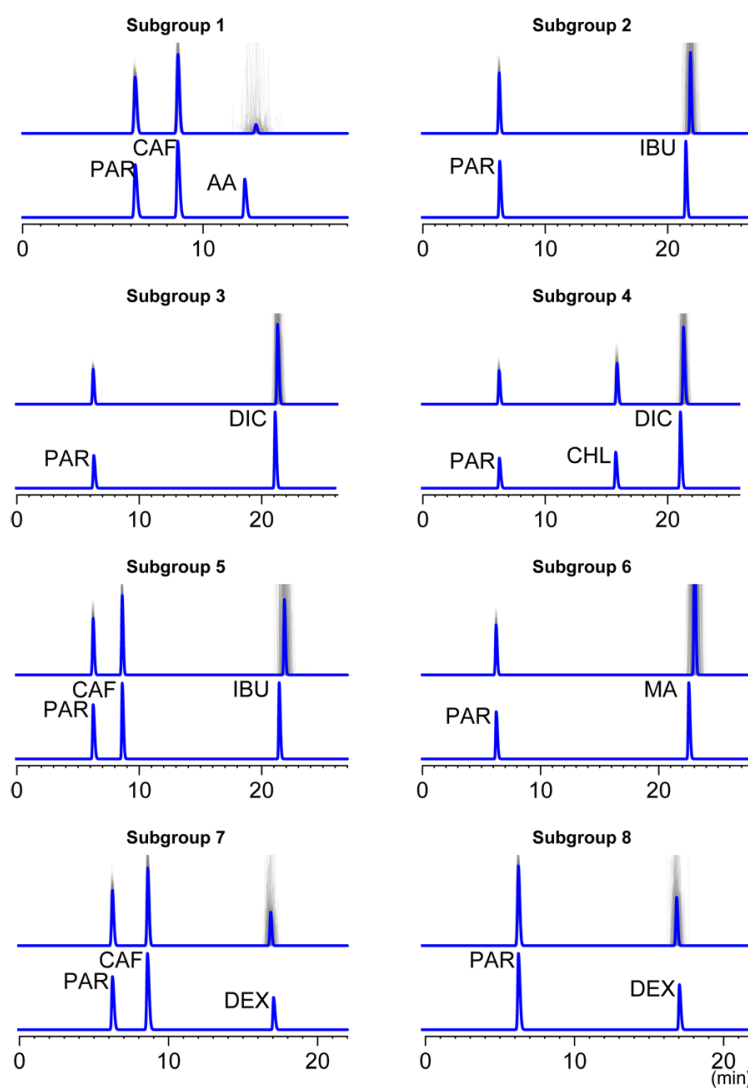 Subgroup 1
CAF
PAR
AA
0 10
Subgroup 2
IBU
PAR
0 10 20
Subgroup 3
DIC
PAR
0 10 20
Subgroup 4
DIC
CHL
PAR
0 10 20
Subgroup 5
CAF IBU
PAR
0 10 20
Subgroup 6
MA
PAR
0 10 20
Subgroup 7
CAF
PAR
DEX
0 10 20
Subgroup 8
PAR
DEX
0 10 20
(min)